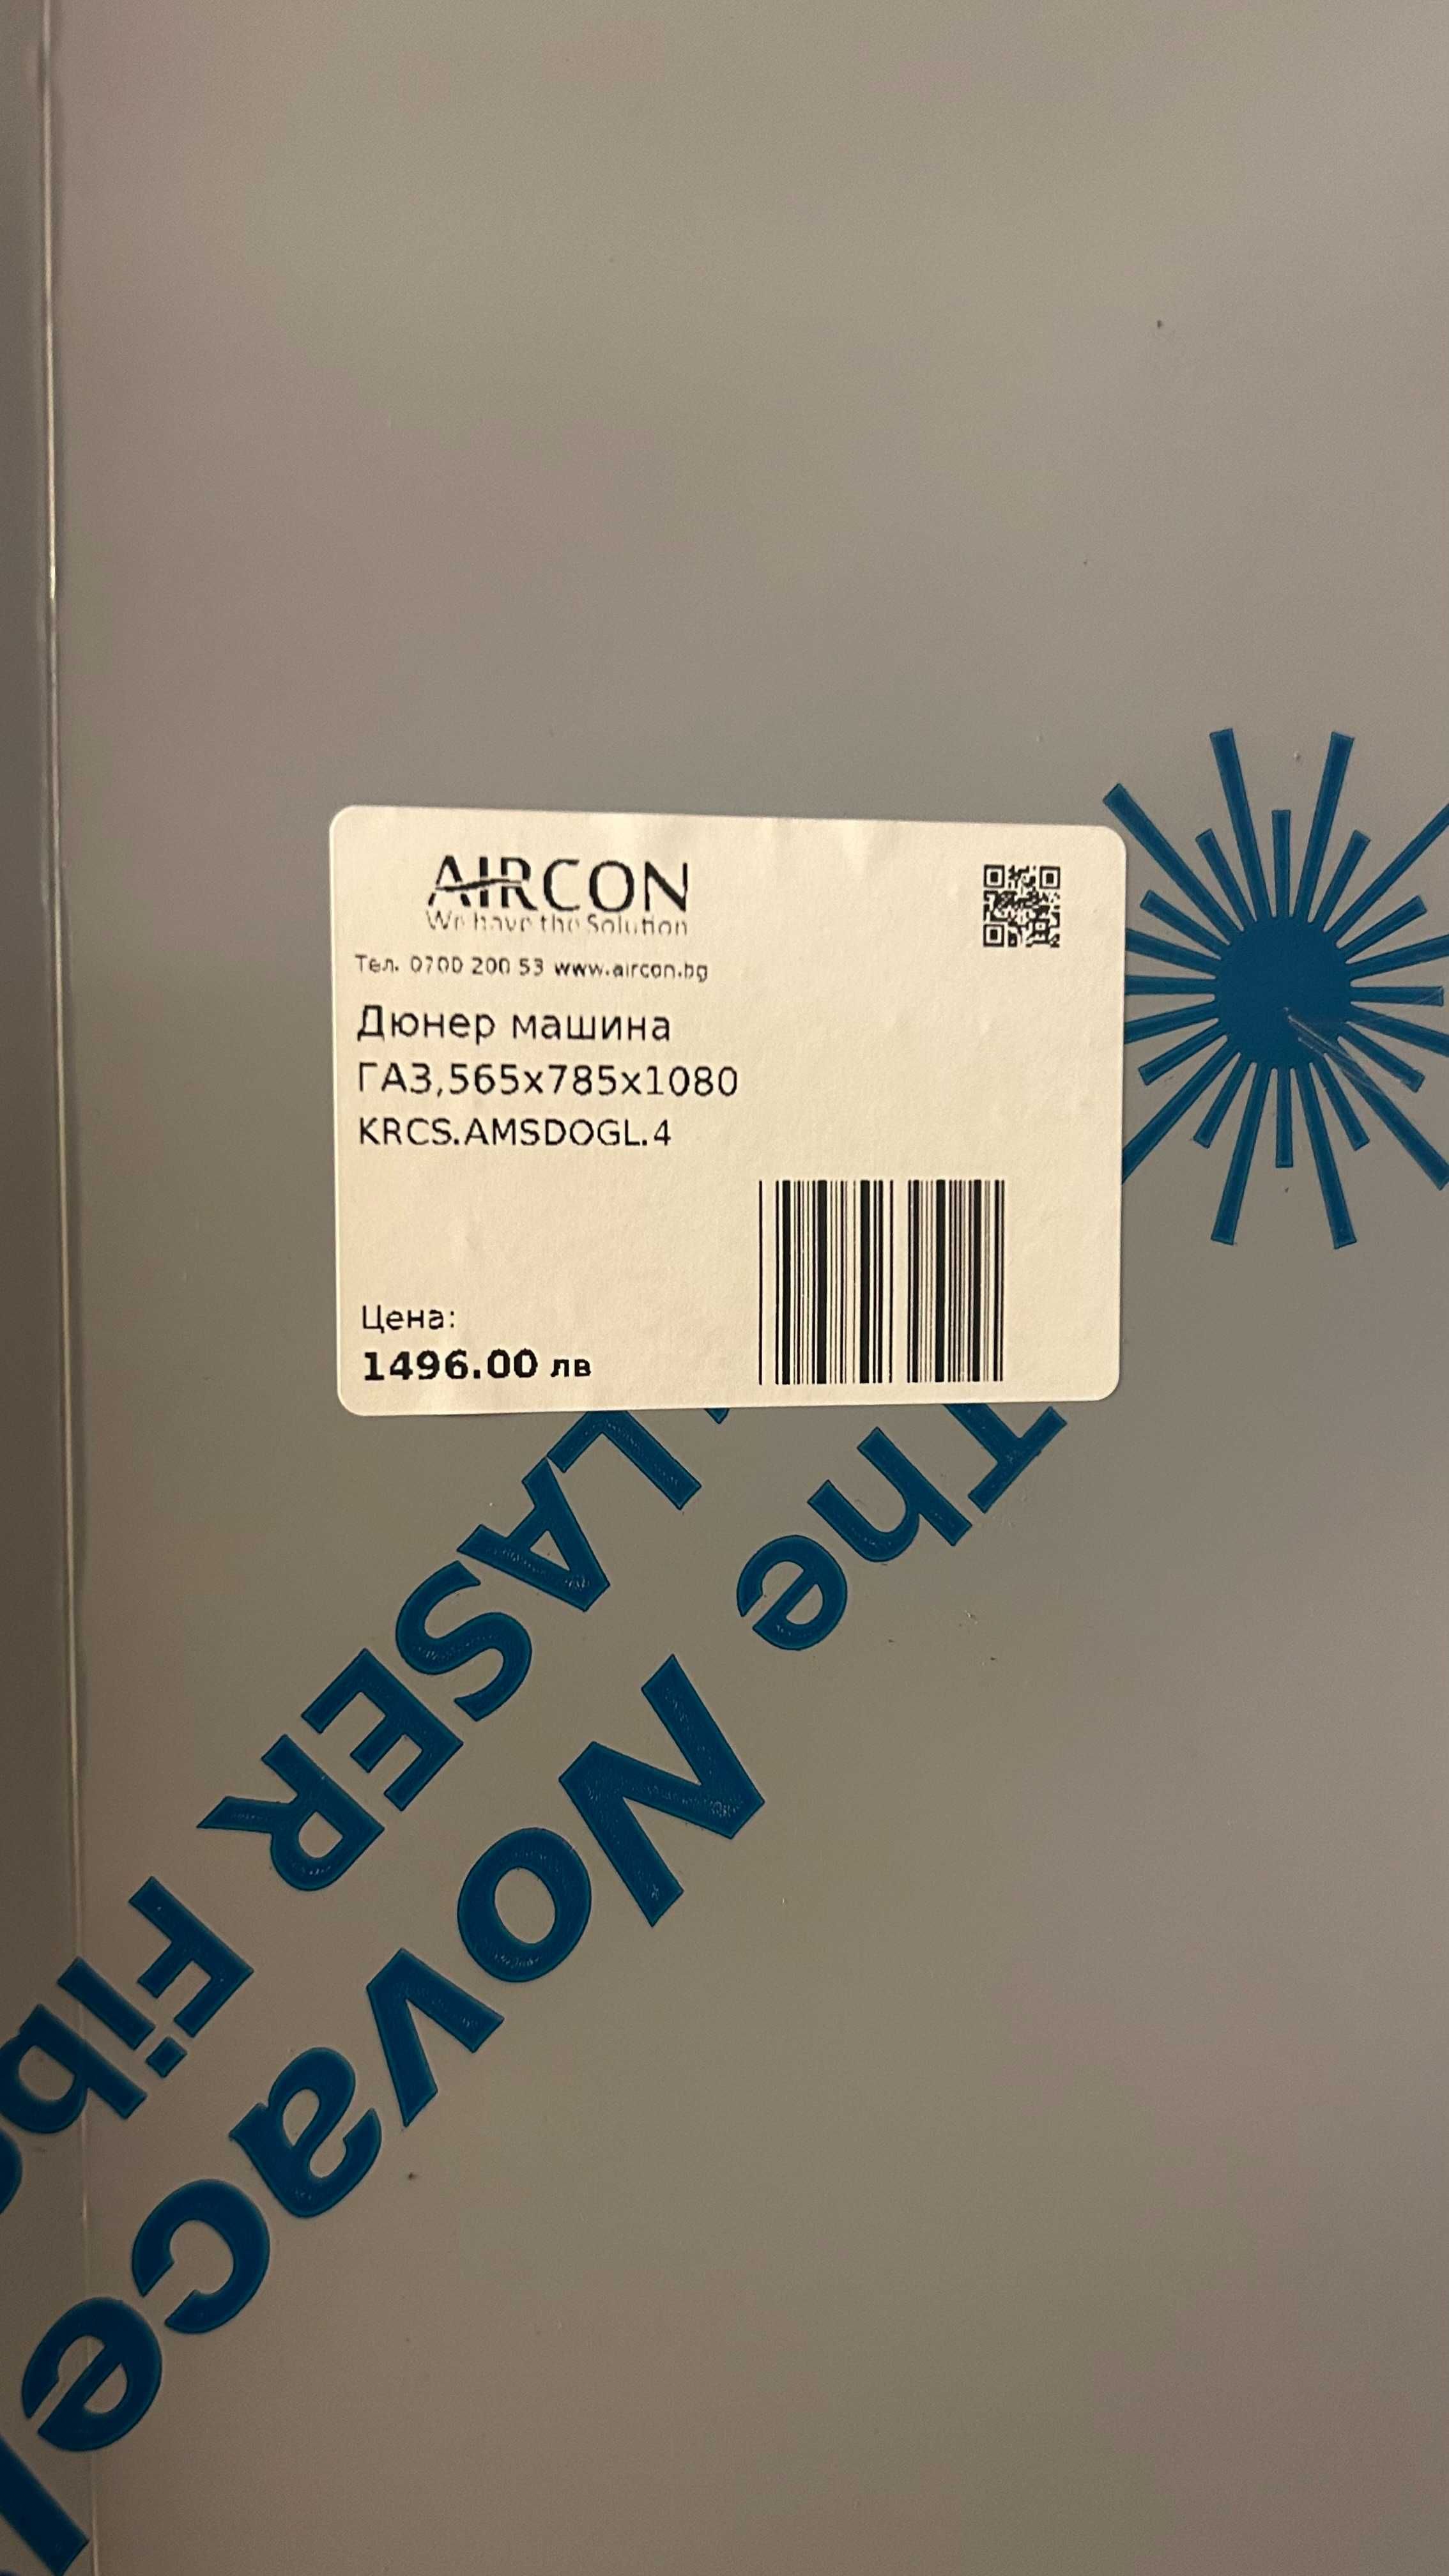 AIRCON
We have the Solution
Тел. 0700 200 53 www.aircon.bg
Дюнер машина
ГАЗ,565x785x1080
KRCS.AMSDOGL.4
Цена:
1496.00 лв
The Novacel
LASER Fibe